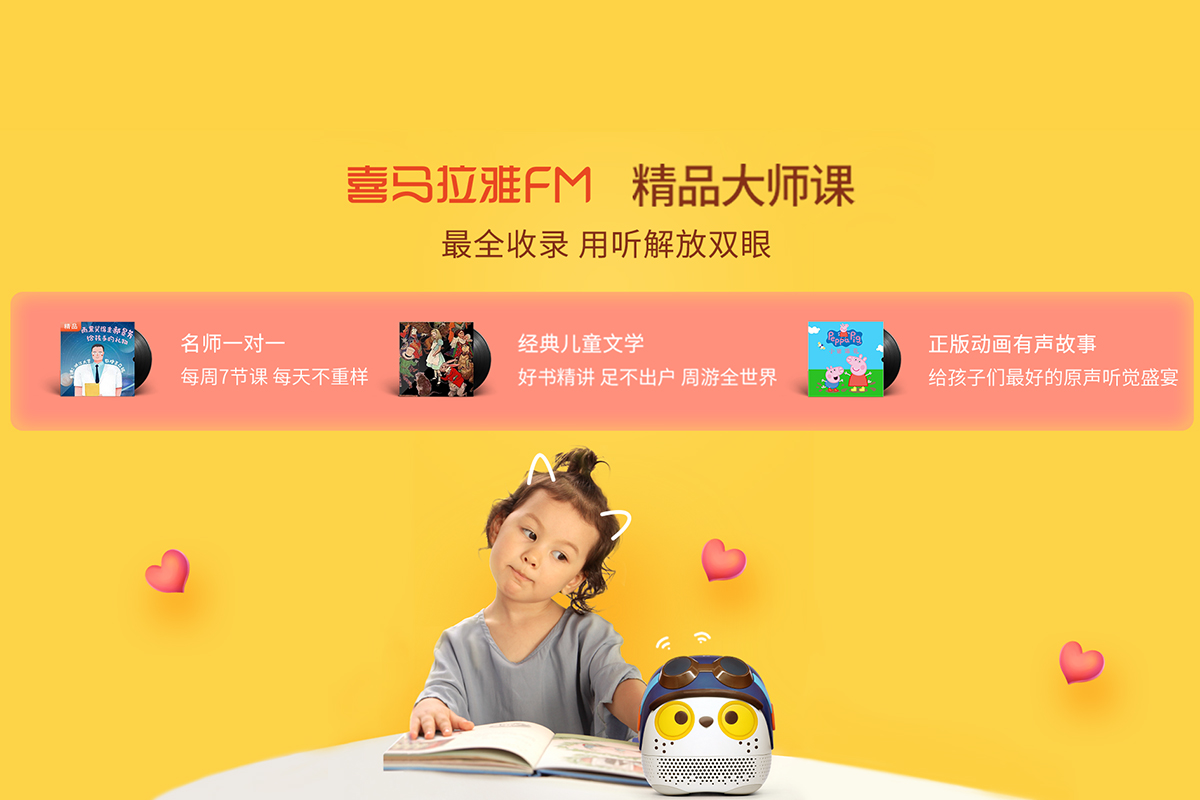 喜马拉雅FM 精品大师课
最全收录 用听解放双眼
精品
名师一对一
每周7节课 每天不重样
经典儿童文学
好书精讲 足不出户 周游全世界
Peppa Pig
正版动画有声故事
给孩子们最好的原声听觉盛宴